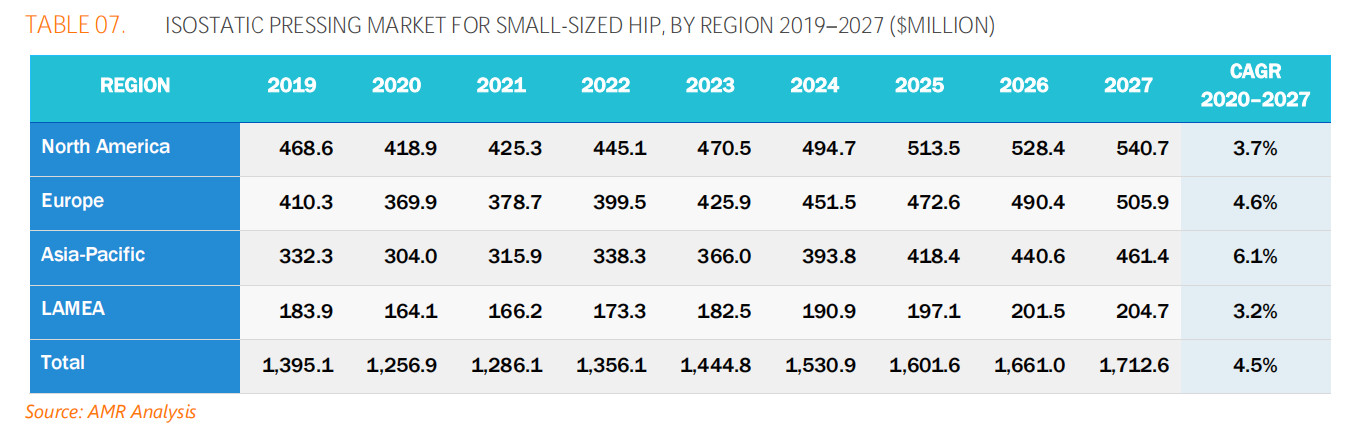 TABLE 07. ISOSTATIC PRESSING MARKET FOR SMALL-SIZED HIP, BY REGION 2019–2027 ($MILLION)
REGION 2019 2020 2021 2022 2023 2024 2025 2026 2027 CAGR 2020–2027
North America 468.6 418.9 425.3 445.1 470.5 494.7 513.5 528.4 540.7 3.7%
Europe 410.3 369.9 378.7 399.5 425.9 451.5 472.6 490.4 505.9 4.6%
Asia-Pacific 332.3 304.0 315.9 338.3 366.0 393.8 418.4 440.6 461.4 6.1%
LAMEA 183.9 164.1 166.2 173.3 182.5 190.9 197.1 201.5 204.7 3.2%
Total 1,395.1 1,256.9 1,286.1 1,356.1 1,444.8 1,530.9 1,601.6 1,661.0 1,712.6 4.5%
Source: AMR Analysis